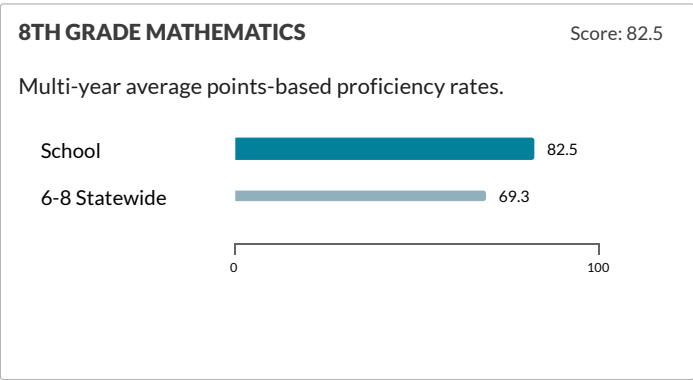 8TH GRADE MATHEMATICS Score: 82.5
Multi-year average points-based proficiency rates.
School 82.5
6-8 Statewide 69.3
0 100